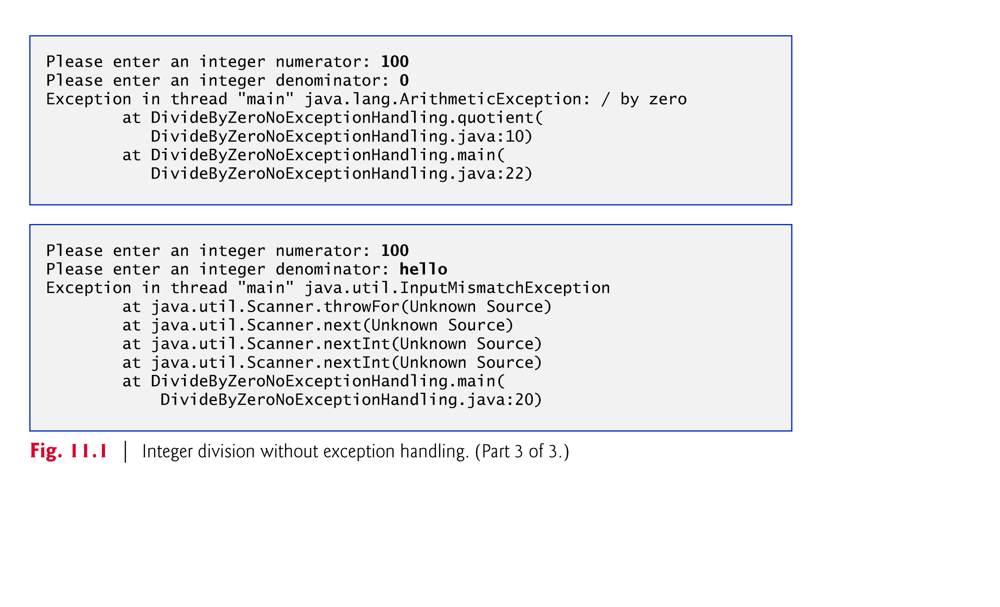 Please enter an integer numerator: 100
Please enter an integer denominator: 0
Exception in thread "main" java.lang.ArithmeticException: / by zero
        at DivideByZeroNoExceptionHandling.quotient(
           DivideByZeroNoExceptionHandling.java:10)
        at DivideByZeroNoExceptionHandling.main(
           DivideByZeroNoExceptionHandling.java:22)
Please enter an integer numerator: 100
Please enter an integer denominator: hello
Exception in thread "main" java.util.InputMismatchException
        at java.util.Scanner.throwFor(Unknown Source)
        at java.util.Scanner.next(Unknown Source)
        at java.util.Scanner.nextInt(Unknown Source)
        at java.util.Scanner.nextInt(Unknown Source)
        at DivideByZeroNoExceptionHandling.main(
            DivideByZeroNoExceptionHandling.java:20)
Fig. 11.1 | Integer division without exception handling. (Part 3 of 3.)